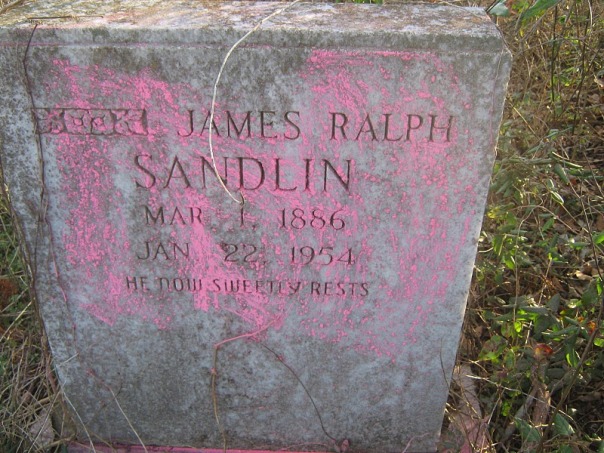 JAMES RALPH
SANDLIN
MAR 1, 1886
JAN 22, 1954
HE NOW SWEETLY RESTS